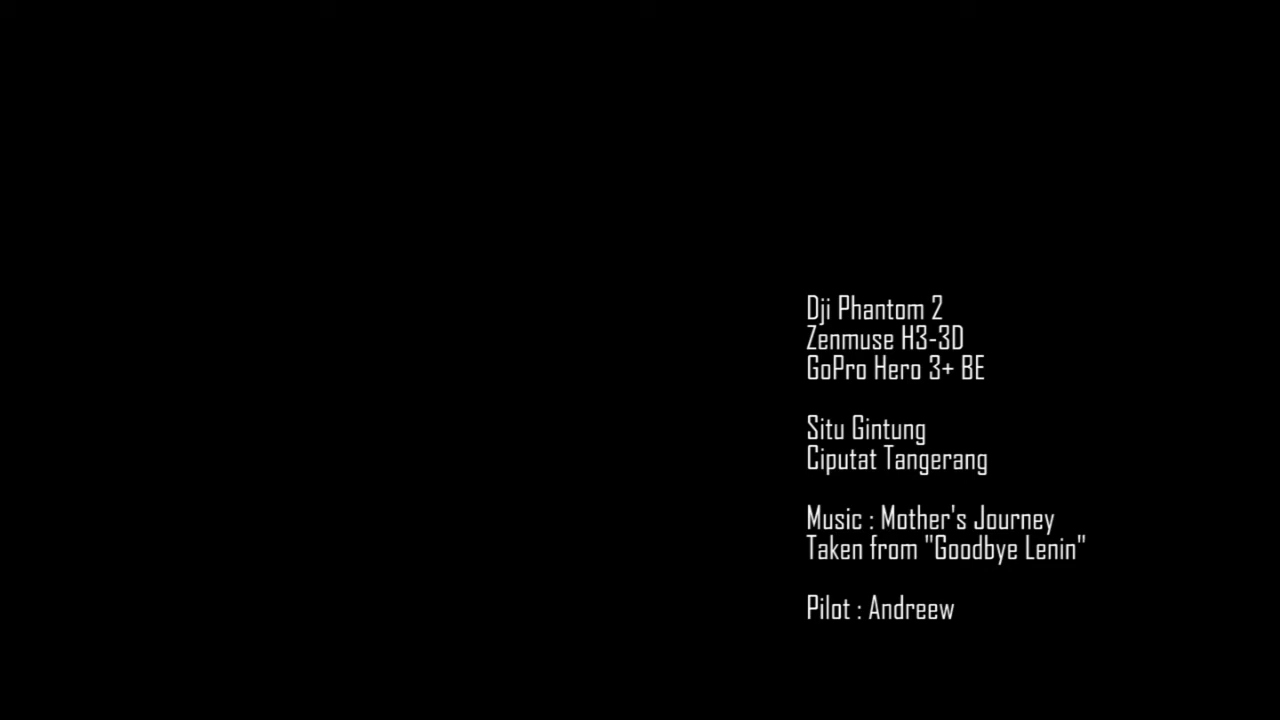 Dji Phantom 2
Zenmuse H3-3D
GoPro Hero 3+ BE
Situ Gintung
Ciputat Tangerang
Music : Mother's Journey
Taken from "Goodbye Lenin"
Pilot : Andreew